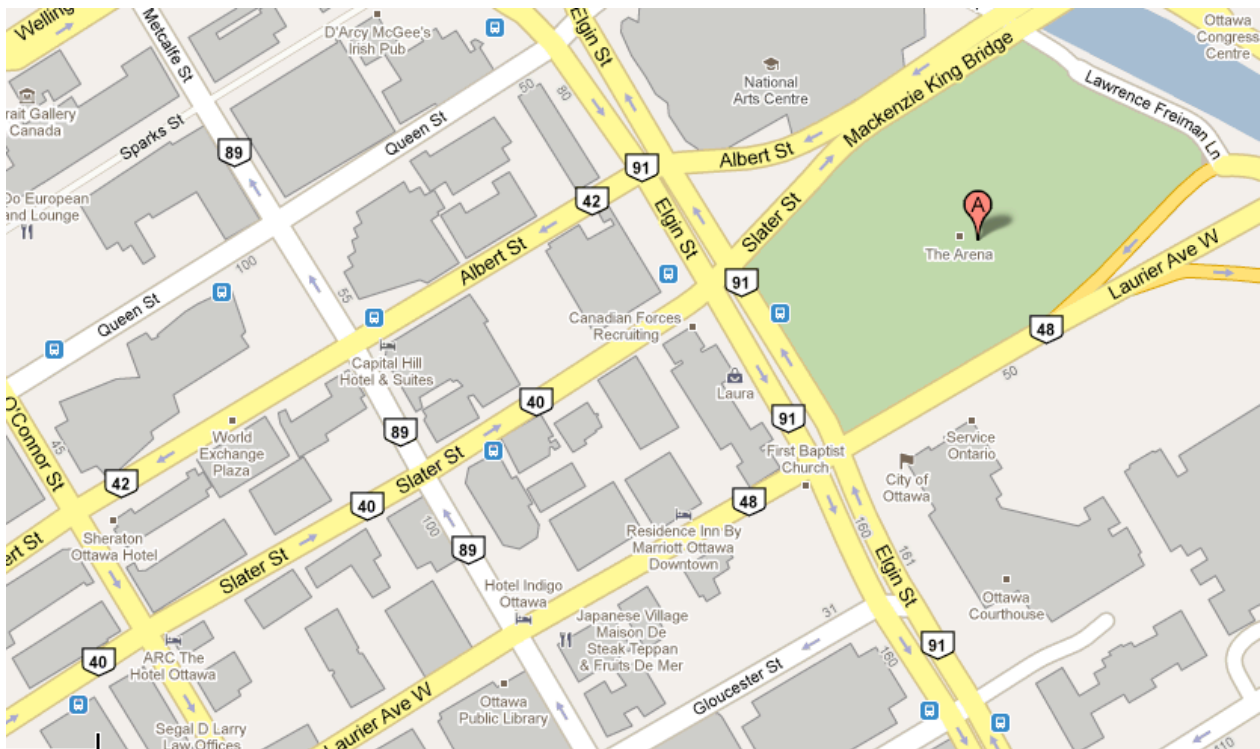 Welling
Metcalfe St
D'Arcy McGee's
Irish Pub
Elgin St
Ottawa
Congress
Centre
National
Arts Centre
Mackenzie King Bridge
Lawrence Freiman Ln
rait Gallery
Canada
Sparks St
89
50
Queen St
80
91
Albert St
42
Elgin St
Slater St
Do European
and Lounge
A
The Arena
Laurier Ave W
100
Queen St
55
Albert St
91
Canadian Forces
Recruiting
48
50
Capital Hill
Hotel & Suites
Laura
O'Connor St
45
World
Exchange
Plaza
40
89
91
First Baptist
Church
Service
Ontario
City of
Ottawa
42
Slater St
40
48
100
Sheraton
Ottawa Hotel
ert St
Residence Inn By
Marriott Ottawa
Downtown
160
161
Elgin St
89
Slater St
Hotel Indigo
Ottawa
Ottawa
Courthouse
Japanese Village
Maison De
Steak Teppan
& Fruits De Mer
31
40
ARC The
Hotel Ottawa
160
91
Gloucester St
Ottawa
Public Library
Laurier Ave W
Segal D Larry
Law Offices
110